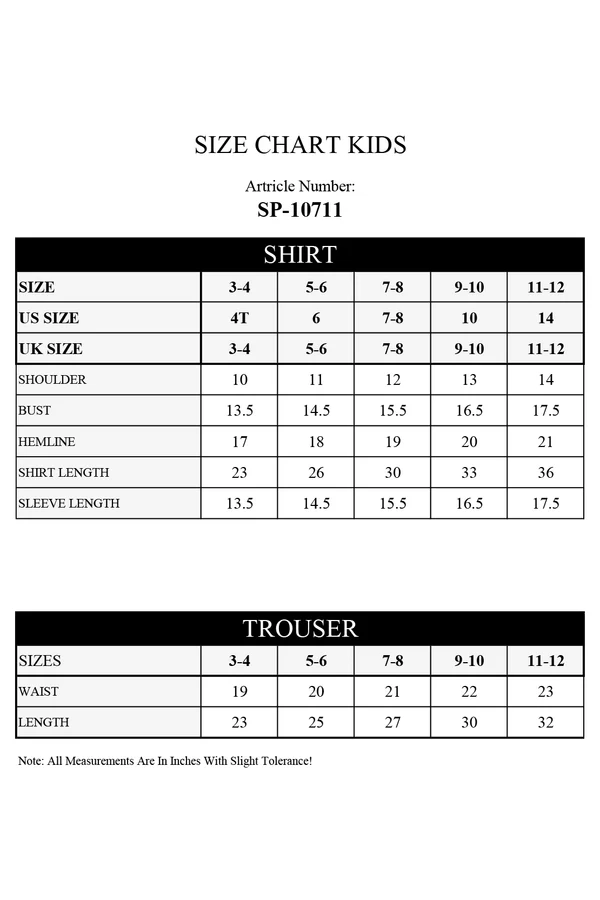 SIZE CHART KIDS
Artricle Number:
SP-10711
SHIRT
SIZE 3-4 5-6 7-8 9-10 11-12
US SIZE 4T 6 7-8 10 14
UK SIZE 3-4 5-6 7-8 9-10 11-12
SHOULDER 10 11 12 13 14
BUST 13.5 14.5 15.5 16.5 17.5
HEMLINE 17 18 19 20 21
SHIRT LENGTH 23 26 30 33 36
SLEEVE LENGTH 13.5 14.5 15.5 16.5 17.5
TROUSER
SIZES 3-4 5-6 7-8 9-10 11-12
WAIST 19 20 21 22 23
LENGTH 23 25 27 30 32
Note: All Measurements Are In Inches With Slight Tolerance!